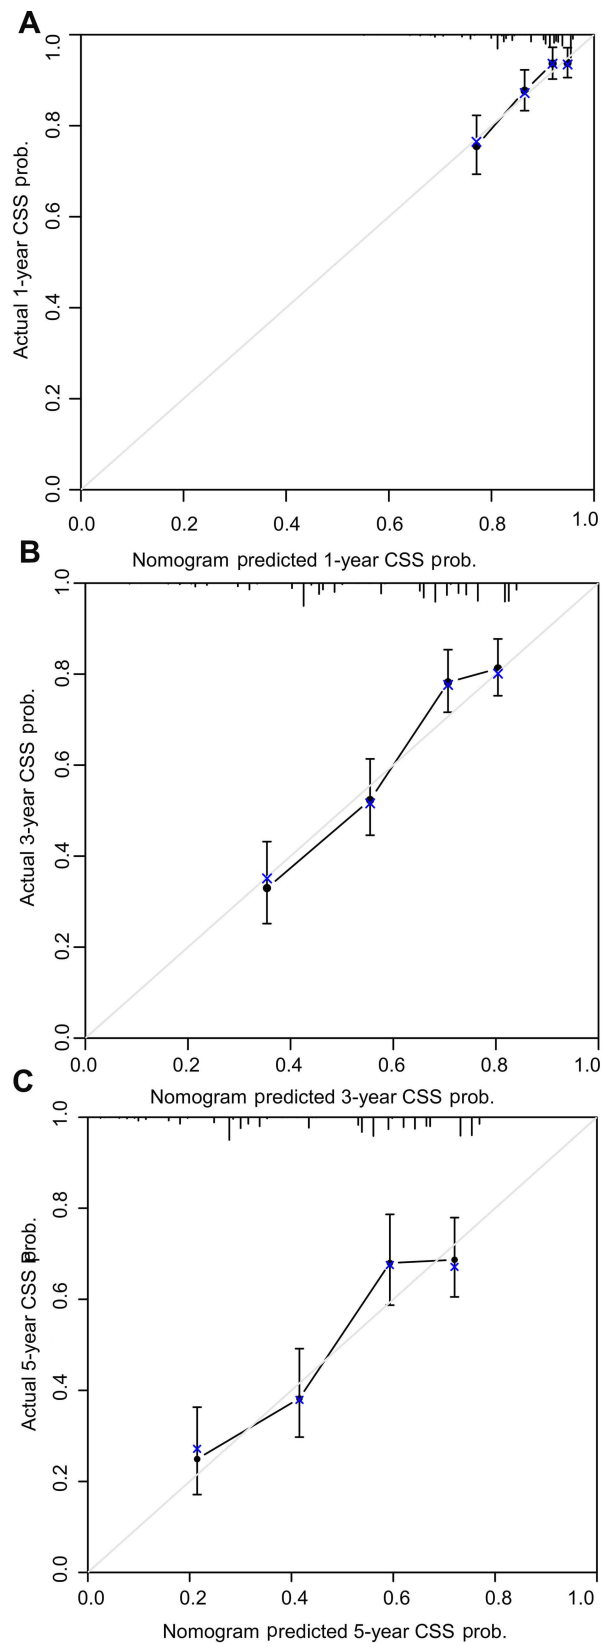 A
Actual 1-year CSS prob.
1.0
0.8
0.6
0.4
0.2
0.0
0.0 0.2 0.4 0.6 0.8 1.0
Nomogram predicted 1-year CSS prob.
B
Actual 3-year CSS prob.
1.0
0.8
0.6
0.4
0.2
0.0
0.0 0.2 0.4 0.6 0.8 1.0
Nomogram predicted 3-year CSS prob.
C
Actual 5-year CSS prob.
1.0
0.8
0.6
0.4
0.2
0.0
0.0 0.2 0.4 0.6 0.8 1.0
Nomogram predicted 5-year CSS prob.